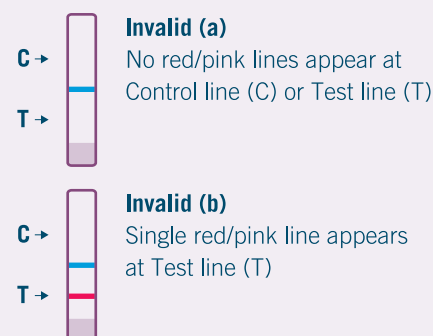 Invalid (a)
C→ No red/pink lines appear at
Control line (C) or Test line (T)
T→
Invalid (b)
C→ Single red/pink line appears
at Test line (T)
T→